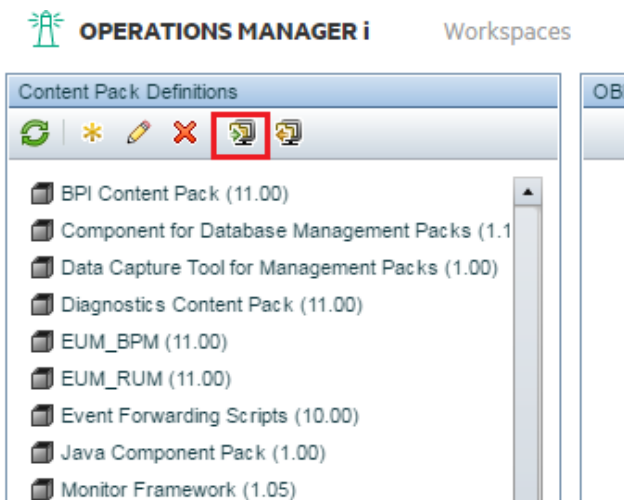 OPERATIONS MANAGER i Workspaces
Content Pack Definitions
BPI Content Pack (11.00)
Component for Database Management Packs (1.1
Data Capture Tool for Management Packs (1.00)
Diagnostics Content Pack (11.00)
EUM_BPM (11.00)
EUM_RUM (11.00)
Event Forwarding Scripts (10.00)
Java Component Pack (1.00)
Monitor Framework (1.05)